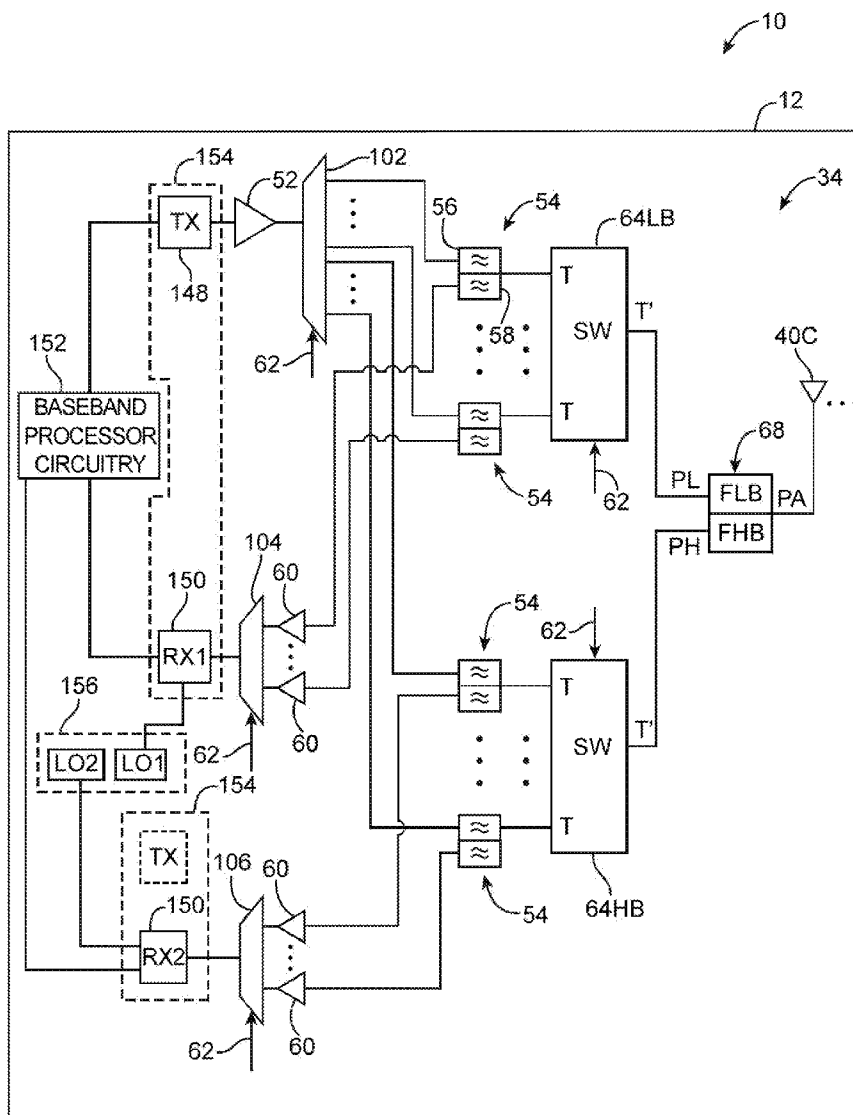 10
12
34
154
52
102
TX
148
56
54
64LB
≈
≈
58
T
SW
T'
62
152
BASEBAND
PROCESSOR
CIRCUITRY
40C
≈
≈
T
54
62
68
PL
FLB
PA
PH
FHB
150
RX1
104
60
60
62
54
≈
≈
62
T
SW
T'
156
LO2
LO1
154
TX
150
RX2
106
60
60
62
≈
≈
T
54
64HB